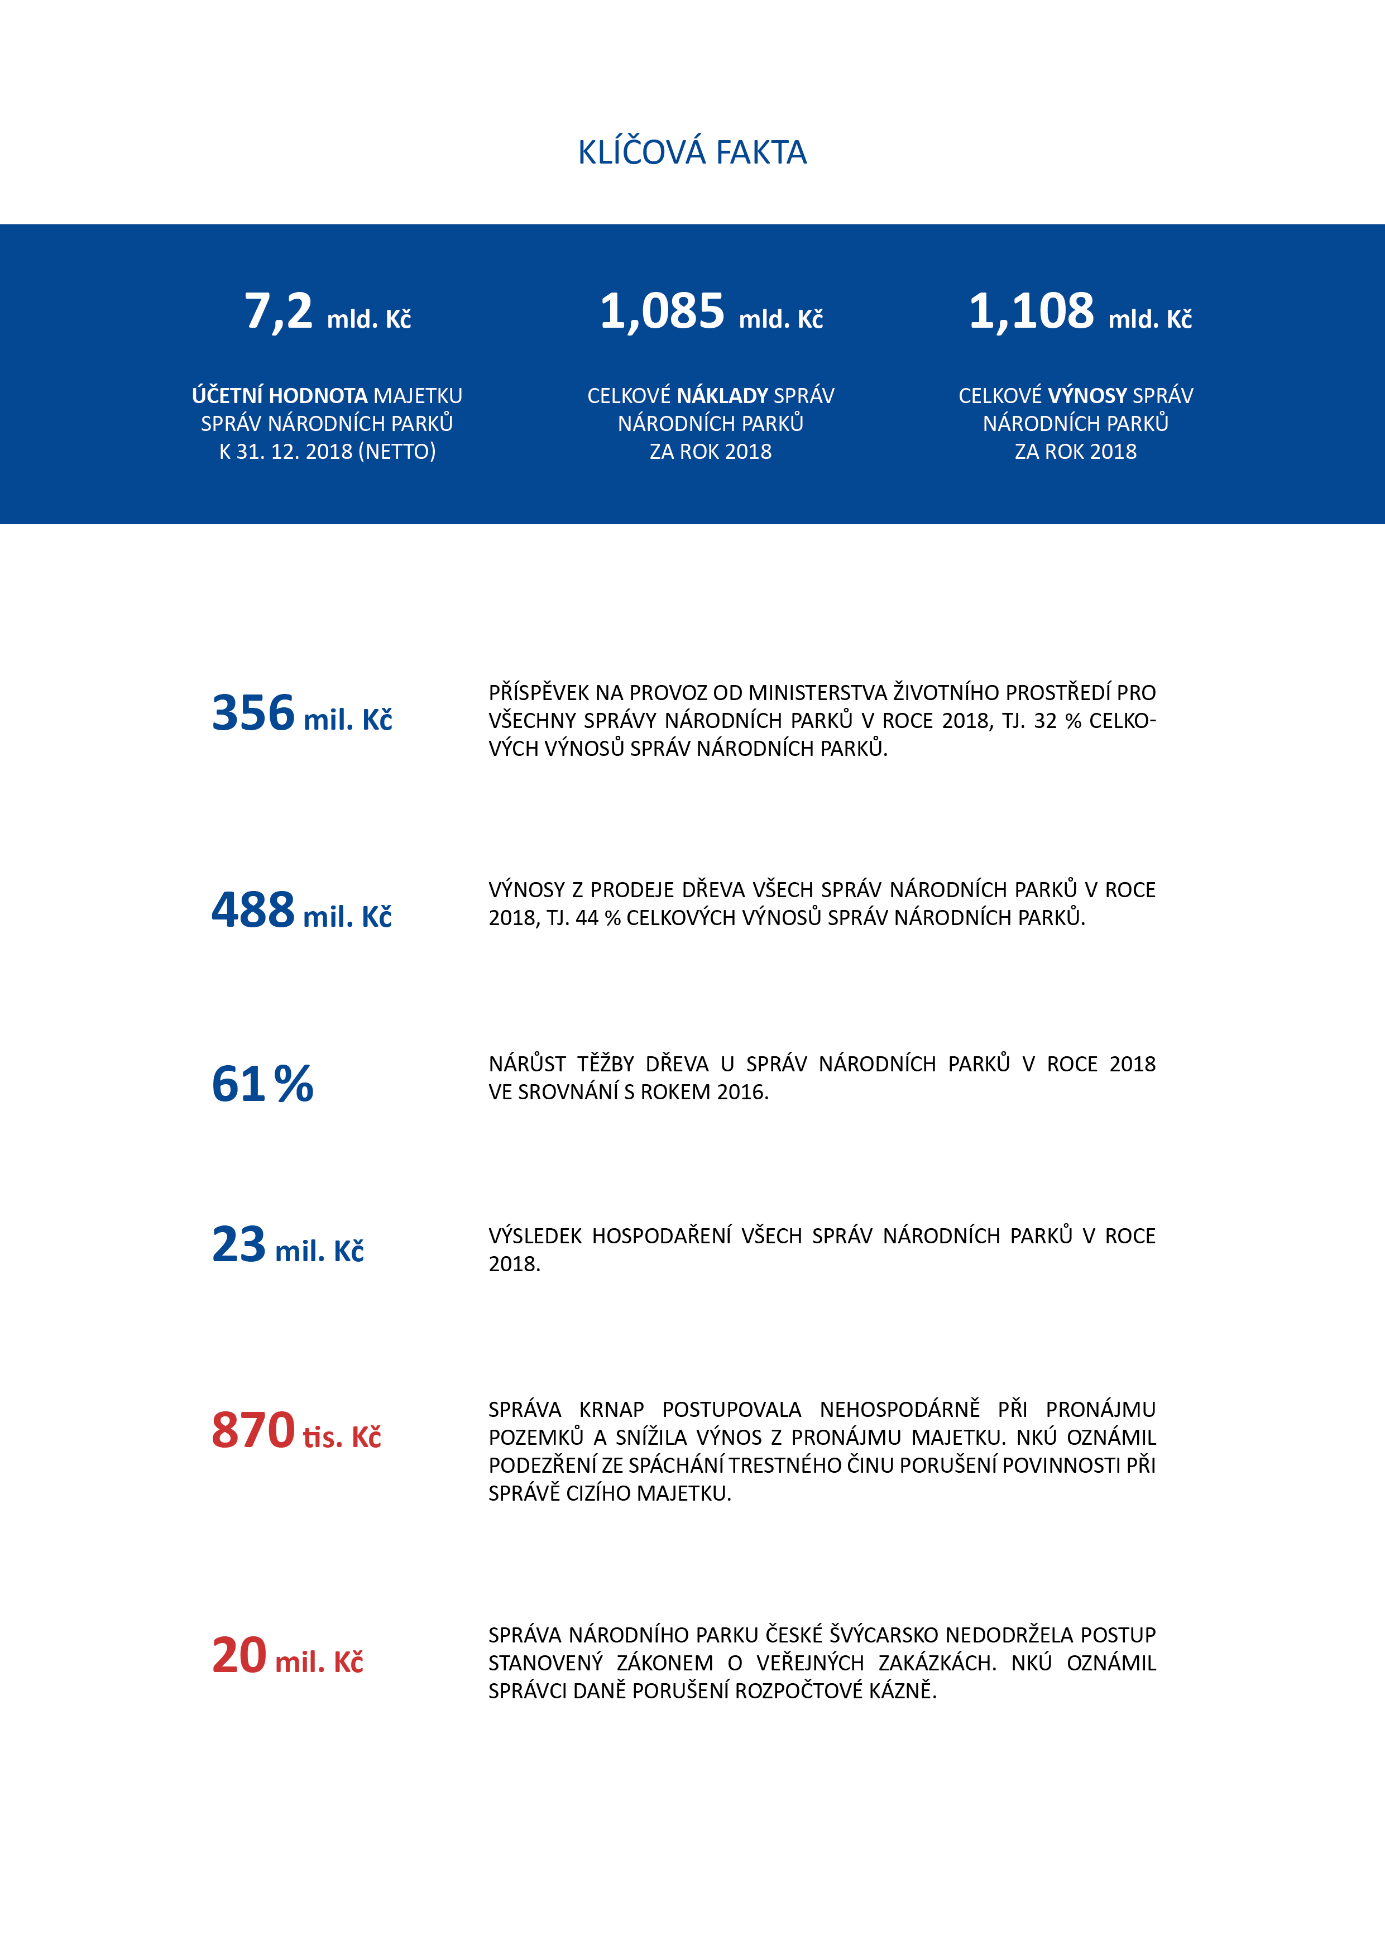 KLÍČOVÁ FAKTA
7,2 mld. Kč
ÚČETNÍ HODNOTA MAJETKU
SPRÁV NÁRODNÍCH PARKŮ
K 31. 12. 2018 (NETTO)
1,085 mld. Kč
CELKOVÉ NÁKLADY SPRÁV
NÁRODNÍCH PARKŮ
ZA ROK 2018
1,108 mld. Kč
CELKOVÉ VÝNOSY SPRÁV
NÁRODNÍCH PARKŮ
ZA ROK 2018
356 mil. Kč
PŘÍSPĚVEK NA PROVOZ OD MINISTERSTVA ŽIVOTNÍHO PROSTŘEDÍ PRO
VŠECHNY SPRÁVY NÁRODNÍCH PARKŮ V ROCE 2018, TJ. 32 % CELKO-
VÝCH VÝNOSŮ SPRÁV NÁRODNÍCH PARKŮ.
488 mil. Kč
VÝNOSY Z PRODEJE DŘEVA VŠECH SPRÁV NÁRODNÍCH PARKŮ V ROCE
2018, TJ. 44 % CELKOVÝCH VÝNOSŮ SPRÁV NÁRODNÍCH PARKŮ.
61 %
NÁRŮST TĚŽBY DŘEVA U SPRÁV NÁRODNÍCH PARKŮ V ROCE 2018
VE SROVNÁNÍ S ROKEM 2016.
23 mil. Kč
VÝSLEDEK HOSPODAŘENÍ VŠECH SPRÁV NÁRODNÍCH PARKŮ V ROCE
2018.
870 tis. Kč
SPRÁVA KRNAP POSTUPOVALA NEHOSPODÁRNĚ PŘI PRONÁJMU
POZEMKŮ A SNÍŽILA VÝNOS Z PRONÁJMU MAJETKU. NKÚ OZNÁMIL
PODEZŘENÍ ZE SPÁCHÁNÍ TRESTNÉHO ČINU PORUŠENÍ POVINNOSTI PŘI
SPRÁVĚ CIZÍHO MAJETKU.
20 mil. Kč
SPRÁVA NÁRODNÍHO PARKU ČESKÉ ŠVÝCARSKO NEDODRŽELA POSTUP
STANOVENÝ ZÁKONEM O VEŘEJNÝCH ZAKÁZKÁCH. NKÚ OZNÁMIL
SPRÁVCI DANĚ PORUŠENÍ ROZPOČTOVÉ KÁZNĚ.